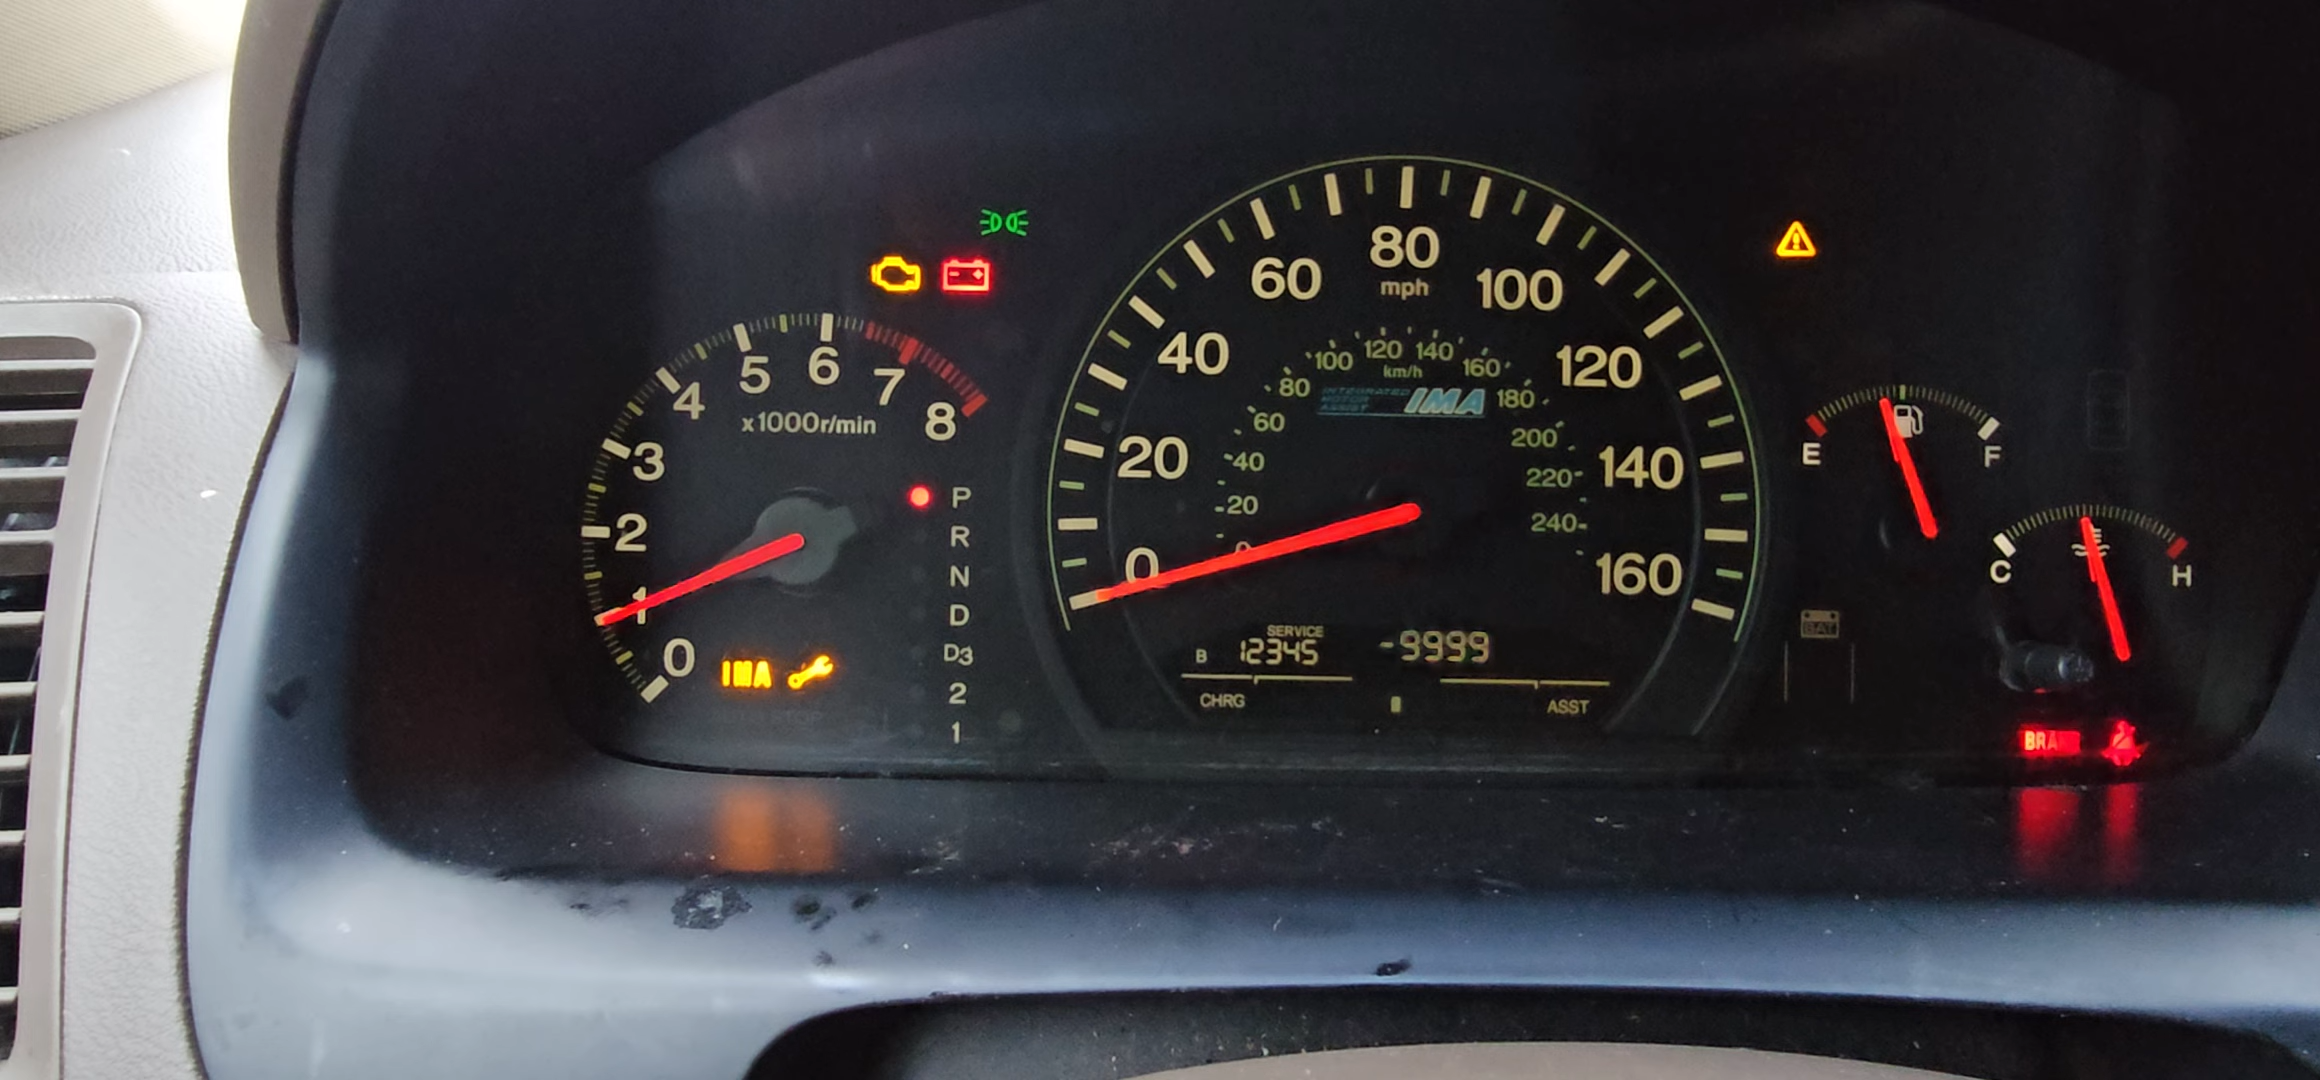 80
mph
60
100
40
120
20
140
0
160
100
120
140
160
km/h
80
180
60
200
40
220
20
240
0
INTEGRATED
MOTOR
ASSIST
IMA
4
5
6
7
8
3
2
1
0
x1000r/min
P
R
N
D
D3
2
1
IMA
SERVICE
B 12345 -9999
CHRG
ASST
E
F
C
H
BAT